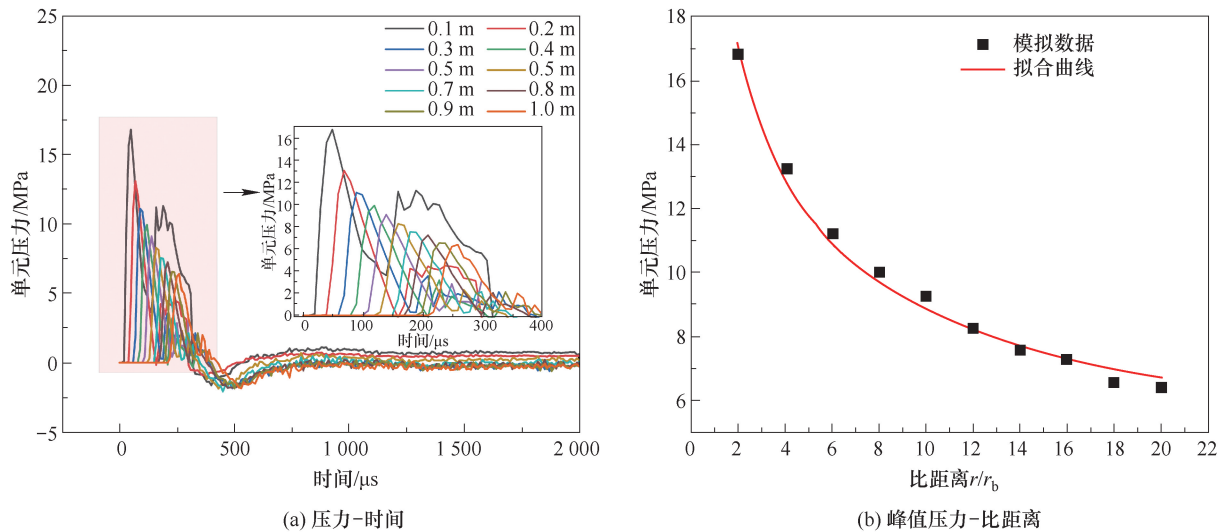 25
20
15
10
5
0
−5
单元压力/MPa
0.1 m 0.2 m
0.3 m 0.4 m
0.5 m 0.5 m
0.7 m 0.8 m
0.9 m 1.0 m
16
14
12
10
8
6
4
2
0
单元压力/MPa
0 100 200 300 400
时间/μs
0 500 1 000 1 500 2 000
时间/μs
(a) 压力-时间
18
16
14
12
10
8
6
单元压力/MPa
模拟数据
拟合曲线
0 2 4 6 8 10 12 14 16 18 20 22
比距离r/rb
(b) 峰值压力-比距离